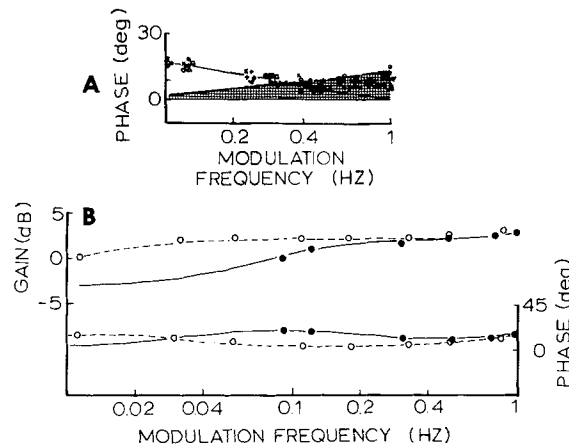 30
A
PHASE (deg)
0
0.2 0.4 1
MODULATION
FREQUENCY (HZ)
B
5
GAIN (dB)
0
-5
45
PHASE (deg)
0
0.02 004 0.1 0.2 0.4 1
MODULATION FREQUENCY (HZ)